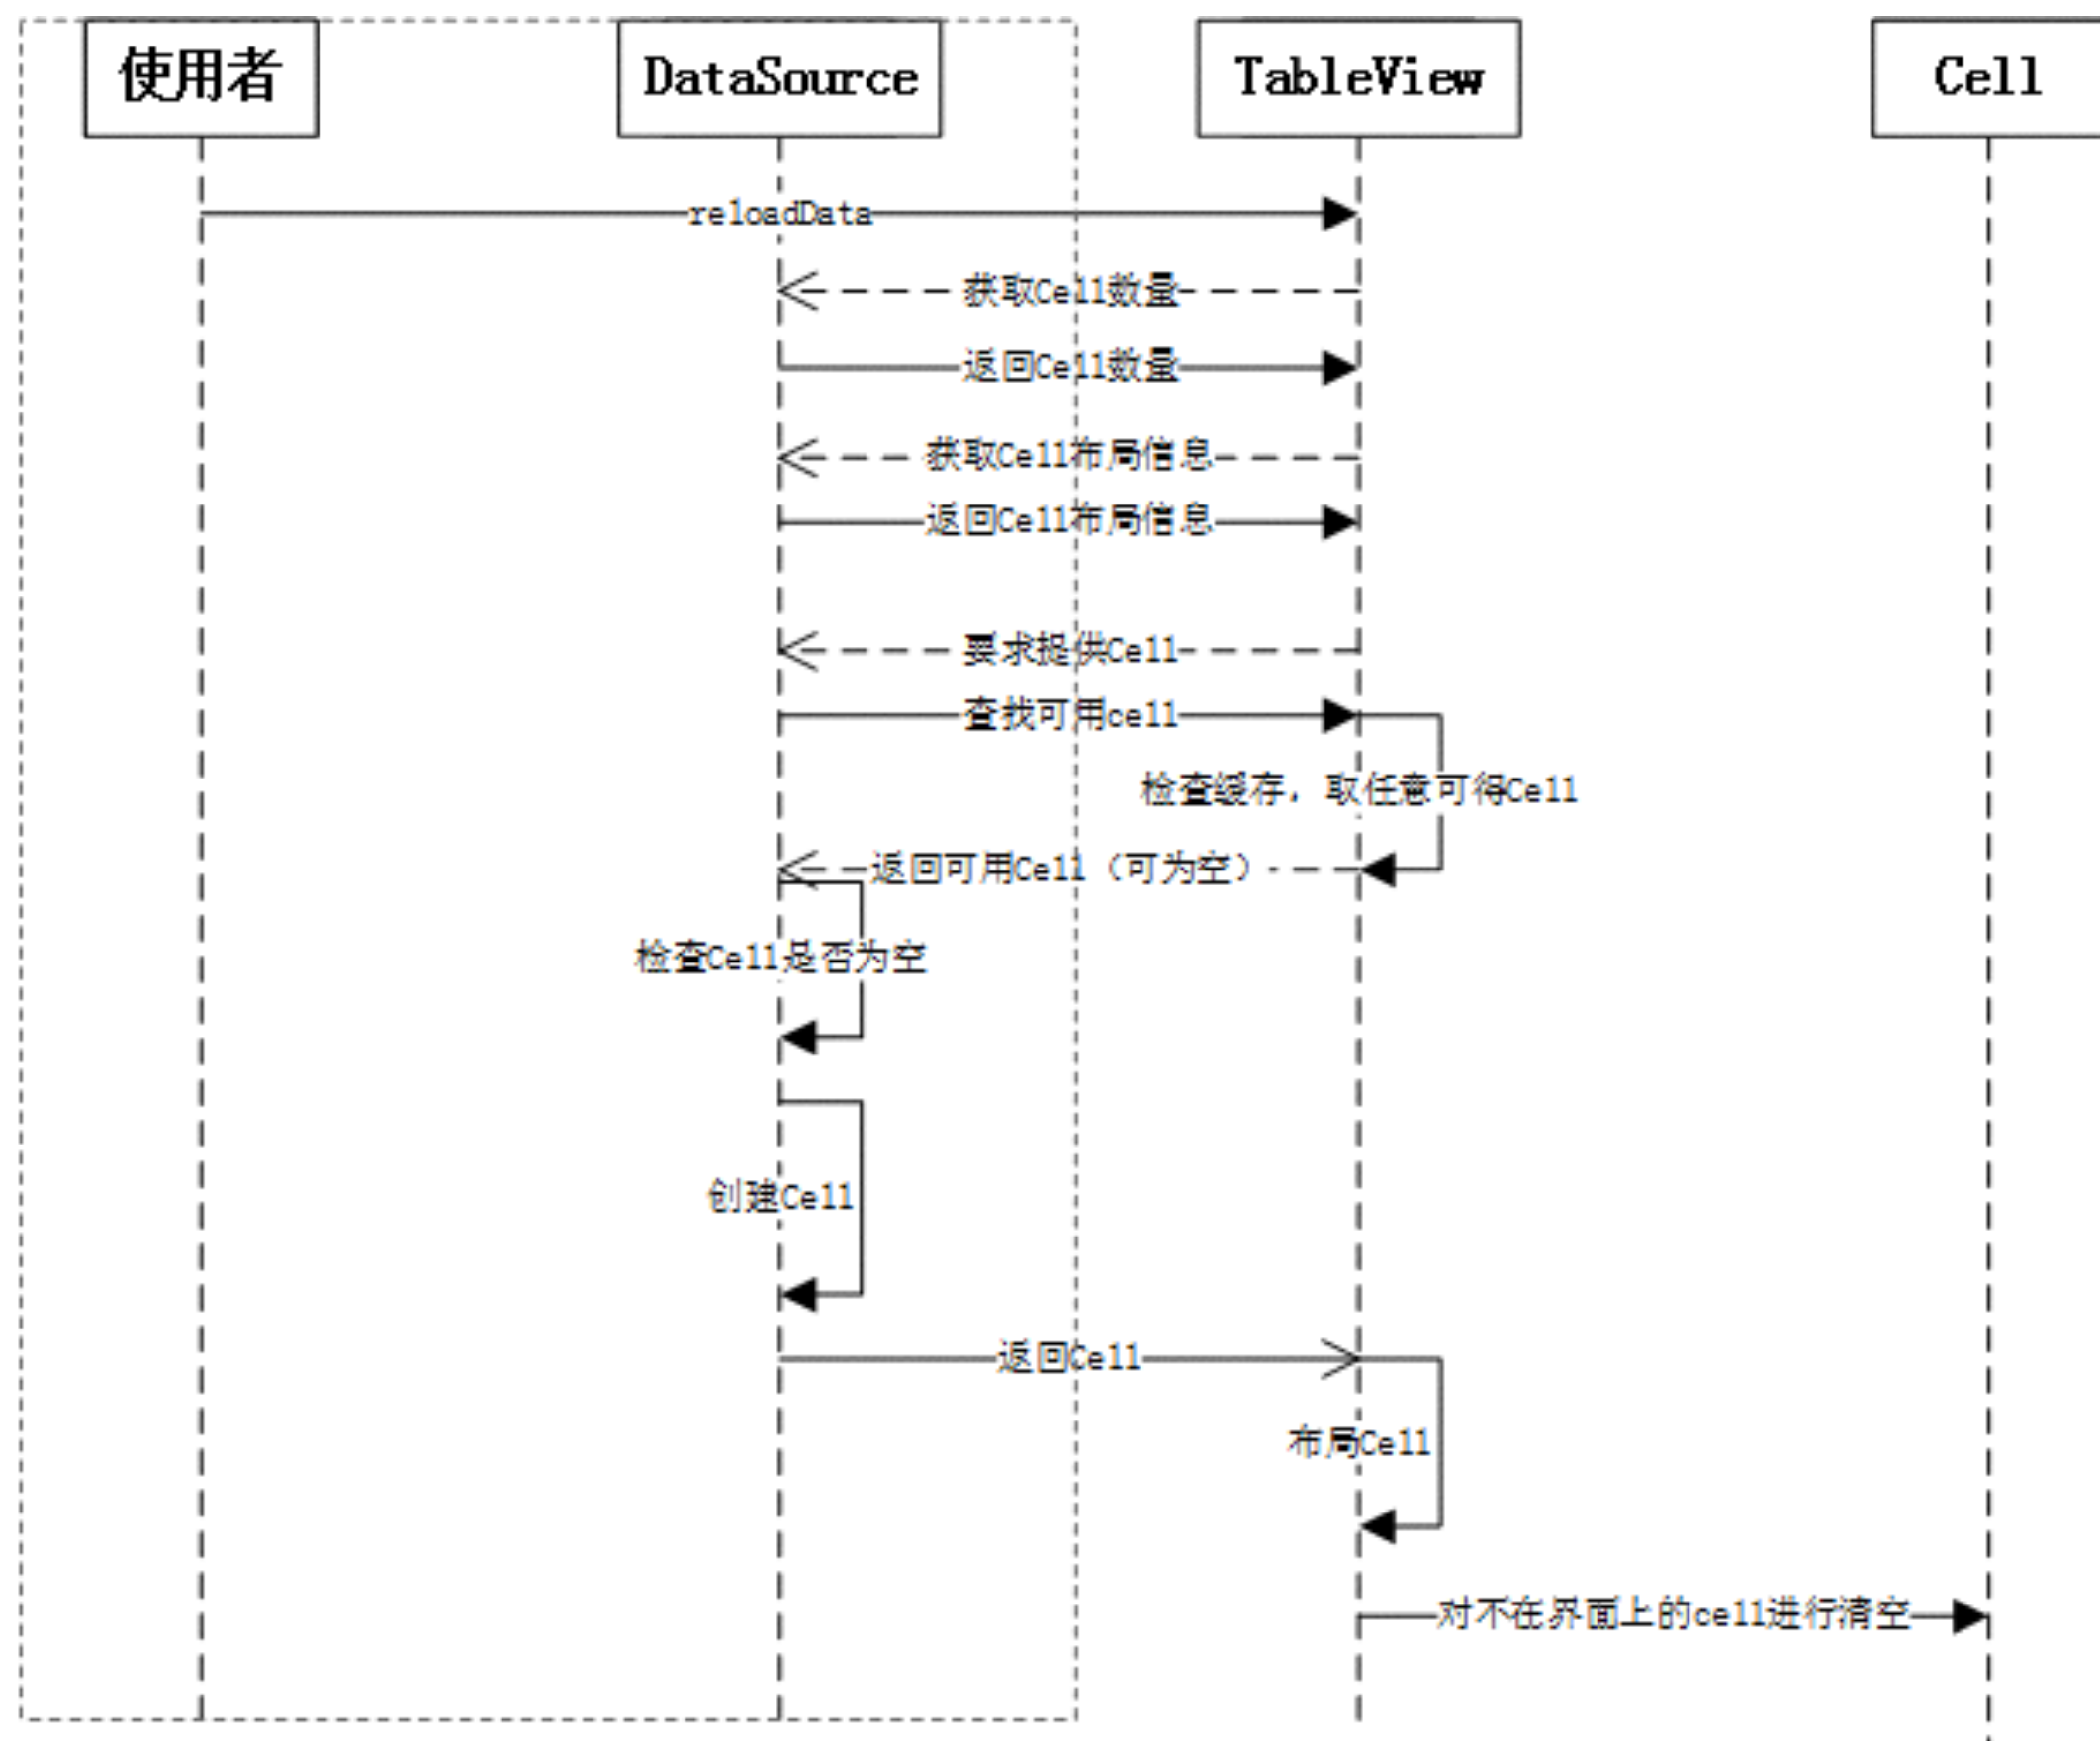 使用者
DataSource
TableView
Cell
reloadData
获取Cell数量
返回Cell数量
获取Cell布局信息
返回Cell布局信息
要求提供Cell
查找可用cell
检查缓存，取任意可得Cell
返回可用Cell（可为空）
检查Cell是否为空
创建Cell
返回Cell
布局Cell
对不在界面上的cell进行清空